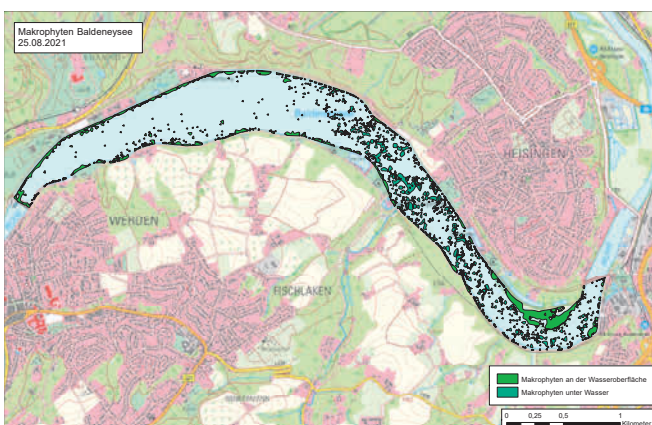 Makrophyten Baldeneysee
25.08.2021
HEISINGEN
WERDEN
FISCHLAKEN
Makrophyten an der Wasseroberfläche
Makrophyten unter Wasser
0 0,25 0,5 1
Kilometer